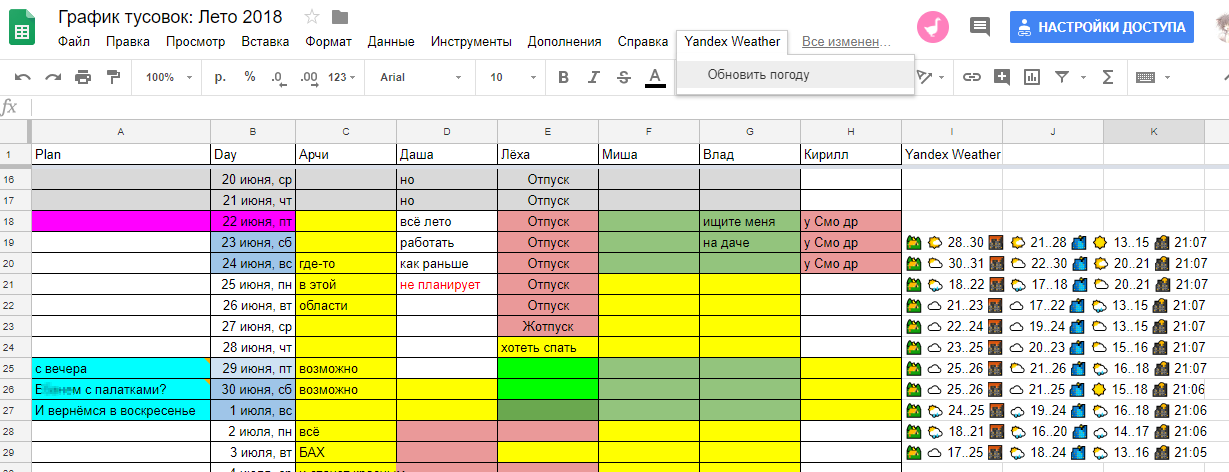 График тусовок: Лето 2018
Файл Правка Просмотр Вставка Формат Данные Инструменты Дополнения Справка Yandex Weather Все изменен…
НАСТРОЙКИ ДОСТУПА
Обновить погоду
100% р. % .0 .00 123 Arial 10 B I S A
fx
A B C D E F G H I J K
1 Plan Day Арчи Даша Лёха Миша Влад Кирилл Yandex Weather
16 20 июня, ср но Отпуск
17 21 июня, чт но Отпуск
18 22 июня, пт всё лето Отпуск ищите меня у Смо др
19 23 июня, сб работать Отпуск на даче у Смо др 28..30 21..28 13..15 21:07
20 24 июня, вс где-то как раньше Отпуск у Смо др 30..31 22..30 20..21 21:07
21 25 июня, пн в этой не планирует Отпуск 18..22 17..18 20..21 21:07
22 26 июня, вт области Отпуск 21..23 17..22 13..15 21:07
23 27 июня, ср Жотпуск 22..24 19..24 13..15 21:07
24 28 июня, чт хотеть спать 23..25 20..23 15..16 21:07
25 с вечера 29 июня, пт возможно 25..26 21..26 16..18 21:07
26 с палатками? 30 июня, сб возможно 25..26 21..25 15..18 21:06
27 И вернёмся в воскресенье 1 июля, вс 24..25 19..24 16..18 21:06
28 2 июля, пн всё 18..21 16..20 14..17 21:06
29 3 июля, вт БАХ 17..25 18..24 13..16 21:05